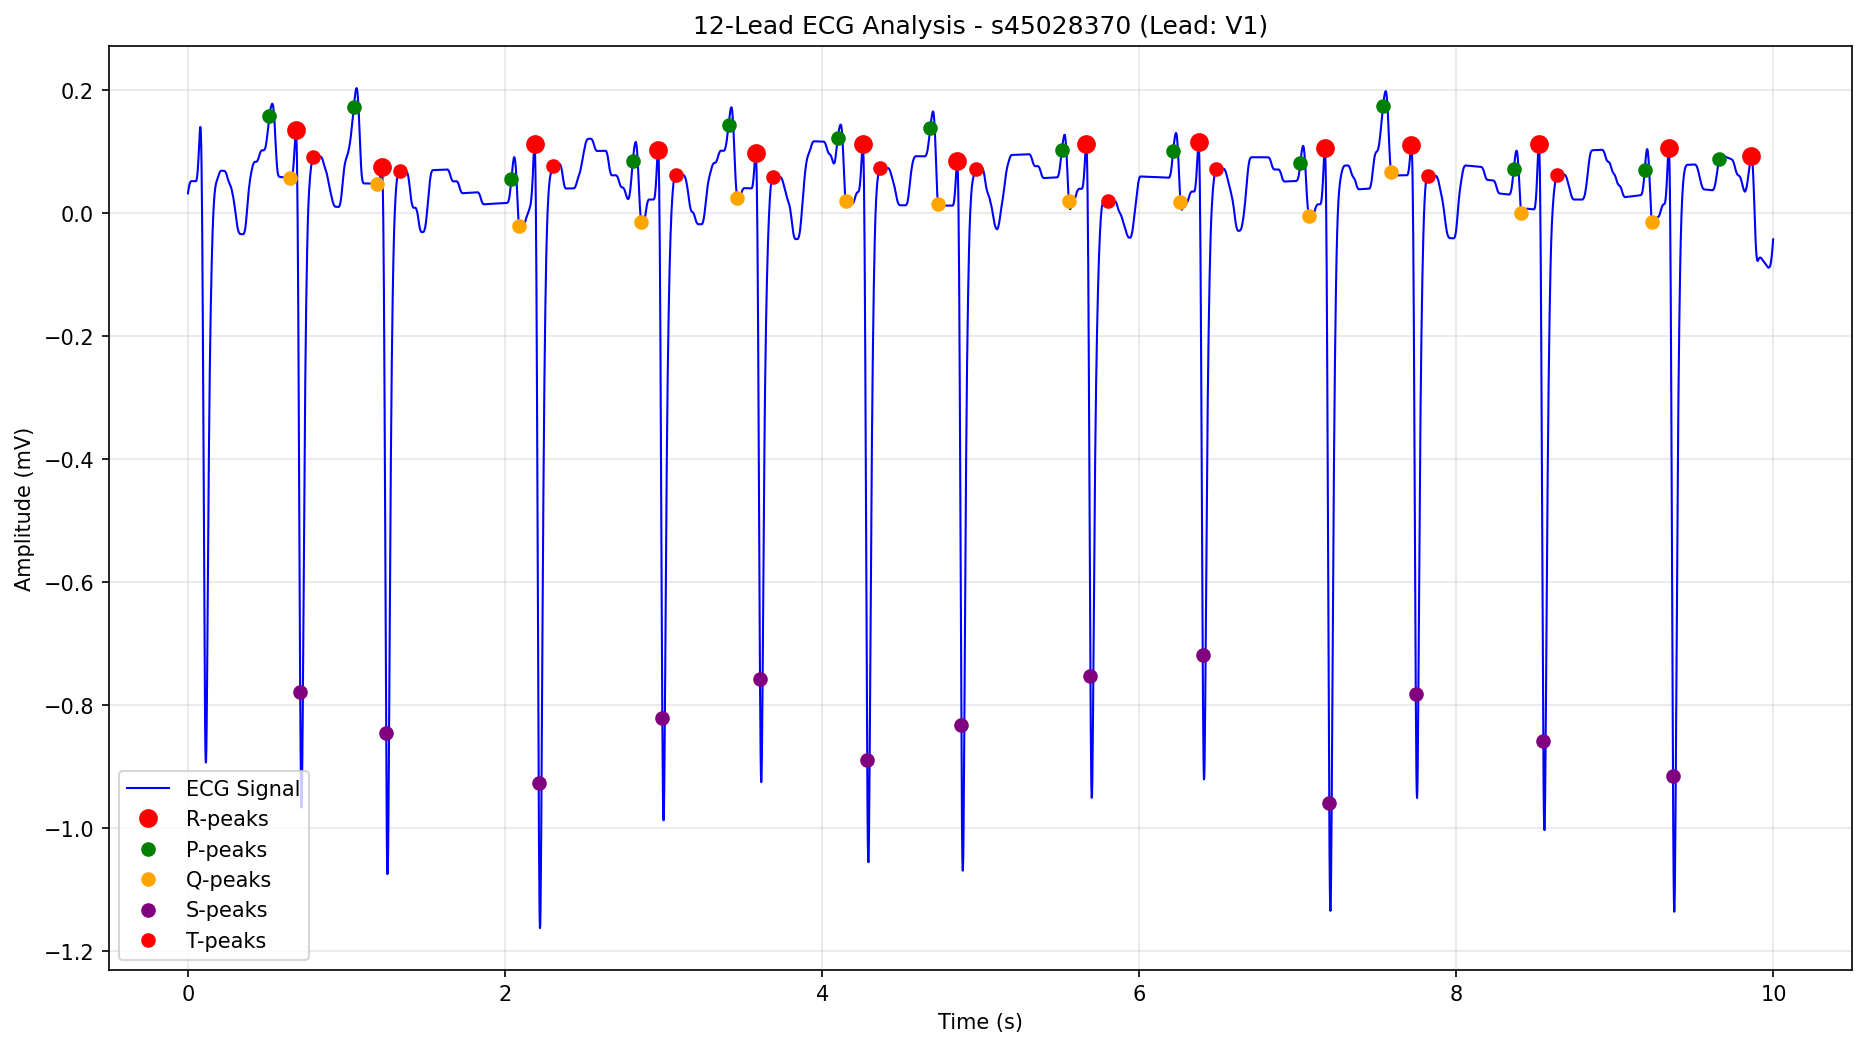 12-Lead ECG Analysis - s45028370 (Lead: V1)
0.2
0.0
−0.2
−0.4
−0.6
−0.8
−1.0
−1.2
Amplitude (mV)
ECG Signal
R-peaks
P-peaks
Q-peaks
S-peaks
T-peaks
0 2 4 6 8 10
Time (s)